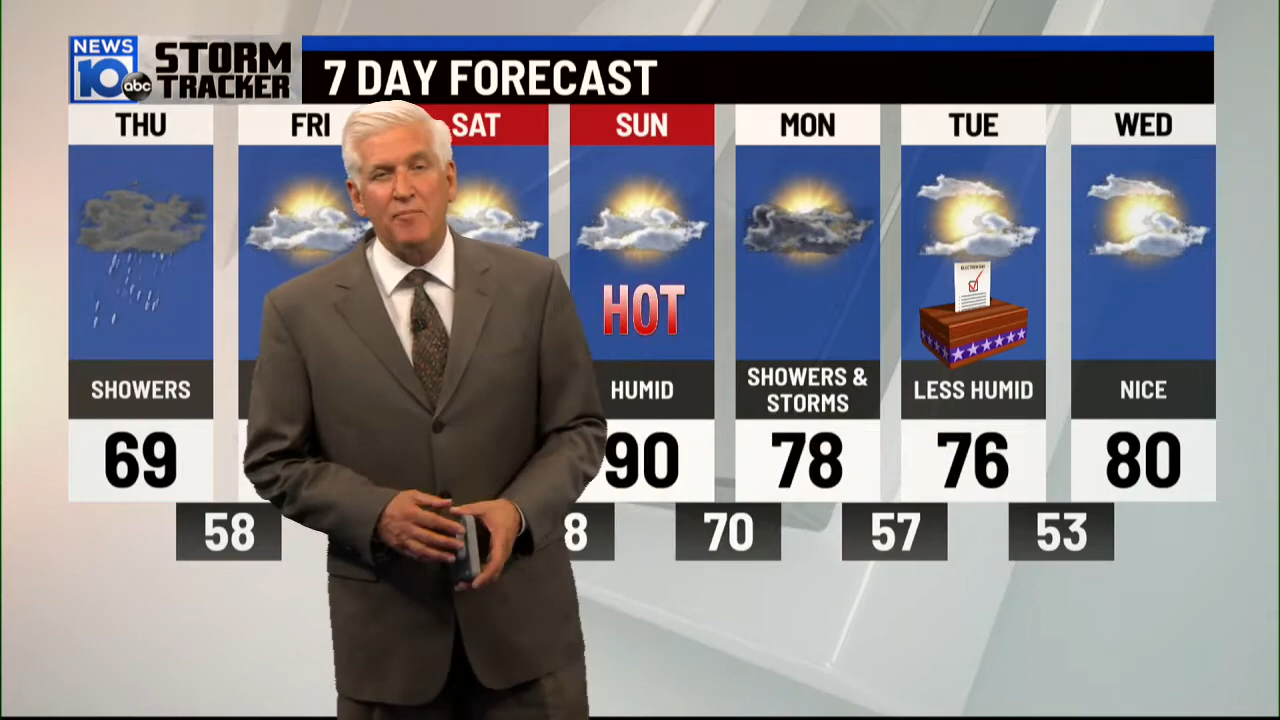 NEWS
10
abc
STORM
TRACKER
7 DAY FORECAST
THU
FRI
SAT
SUN
MON
TUE
WED
HOT
ELECTION DAY
SHOWERS
HUMID
SHOWERS &
STORMS
LESS HUMID
NICE
69
90
78
76
80
58
8
70
57
53